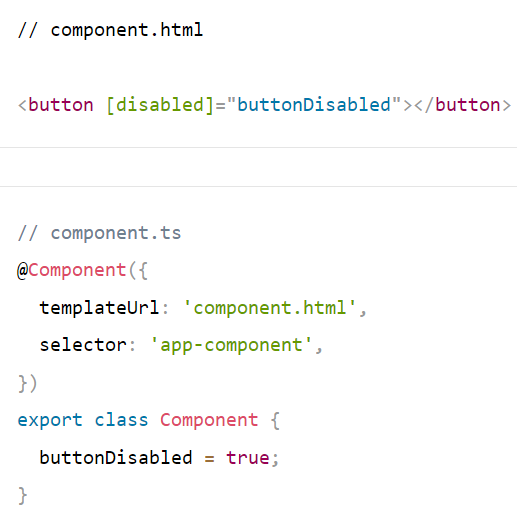 // component.html
<button [disabled]="buttonDisabled"></button>
// component.ts
@Component({
  templateUrl: 'component.html',
  selector: 'app-component',
})
export class Component {
  buttonDisabled = true;
}